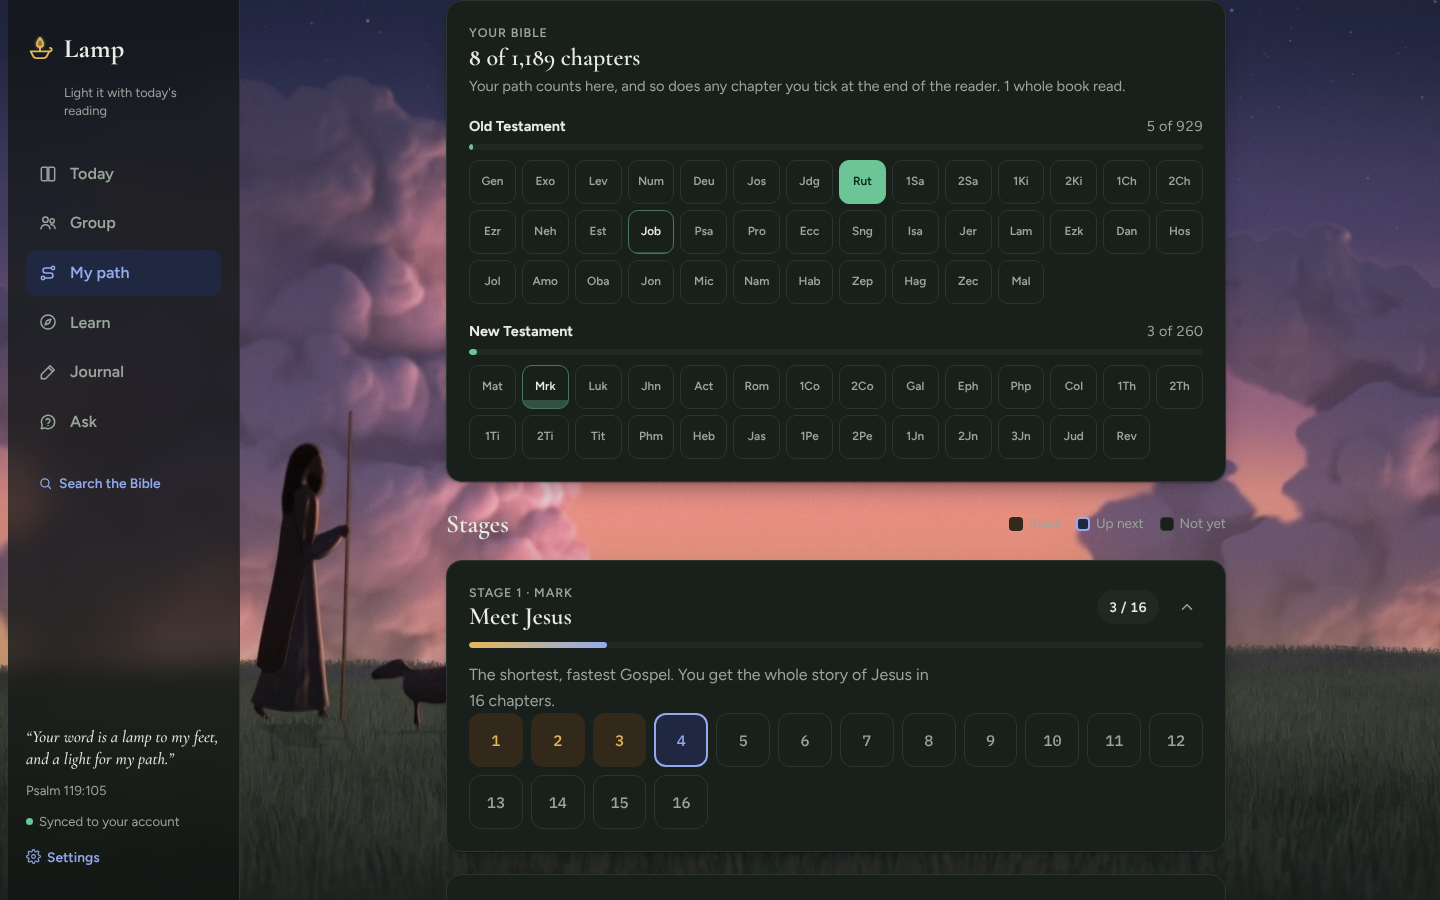 Lamp
Light it with today's
reading
Today
Group
My path
Learn
Journal
Ask
Search the Bible
“Your word is a lamp to my feet,
and a light for my path.”
Psalm 119:105
Synced to your account
Settings
YOUR BIBLE
8 of 1,189 chapters
Your path counts here, and so does any chapter you tick at the end of the reader. 1 whole book read.
Old Testament 5 of 929
Gen Exo Lev Num Deu Jos Jdg Rut 1Sa 2Sa 1Ki 2Ki 1Ch 2Ch
Ezr Neh Est Job Psa Pro Ecc Sng Isa Jer Lam Ezk Dan Hos
Jol Amo Oba Jon Mic Nam Hab Zep Hag Zec Mal
New Testament 3 of 260
Mat Mrk Luk Jhn Act Rom 1Co 2Co Gal Eph Php Col 1Th 2Th
1Ti 2Ti Tit Phm Heb Jas 1Pe 2Pe 1Jn 2Jn 3Jn Jud Rev
Stages Read Up next Not yet
STAGE 1 · MARK
Meet Jesus 3 / 16
The shortest, fastest Gospel. You get the whole story of Jesus in
16 chapters.
1 2 3 4 5 6 7 8 9 10 11 12
13 14 15 16